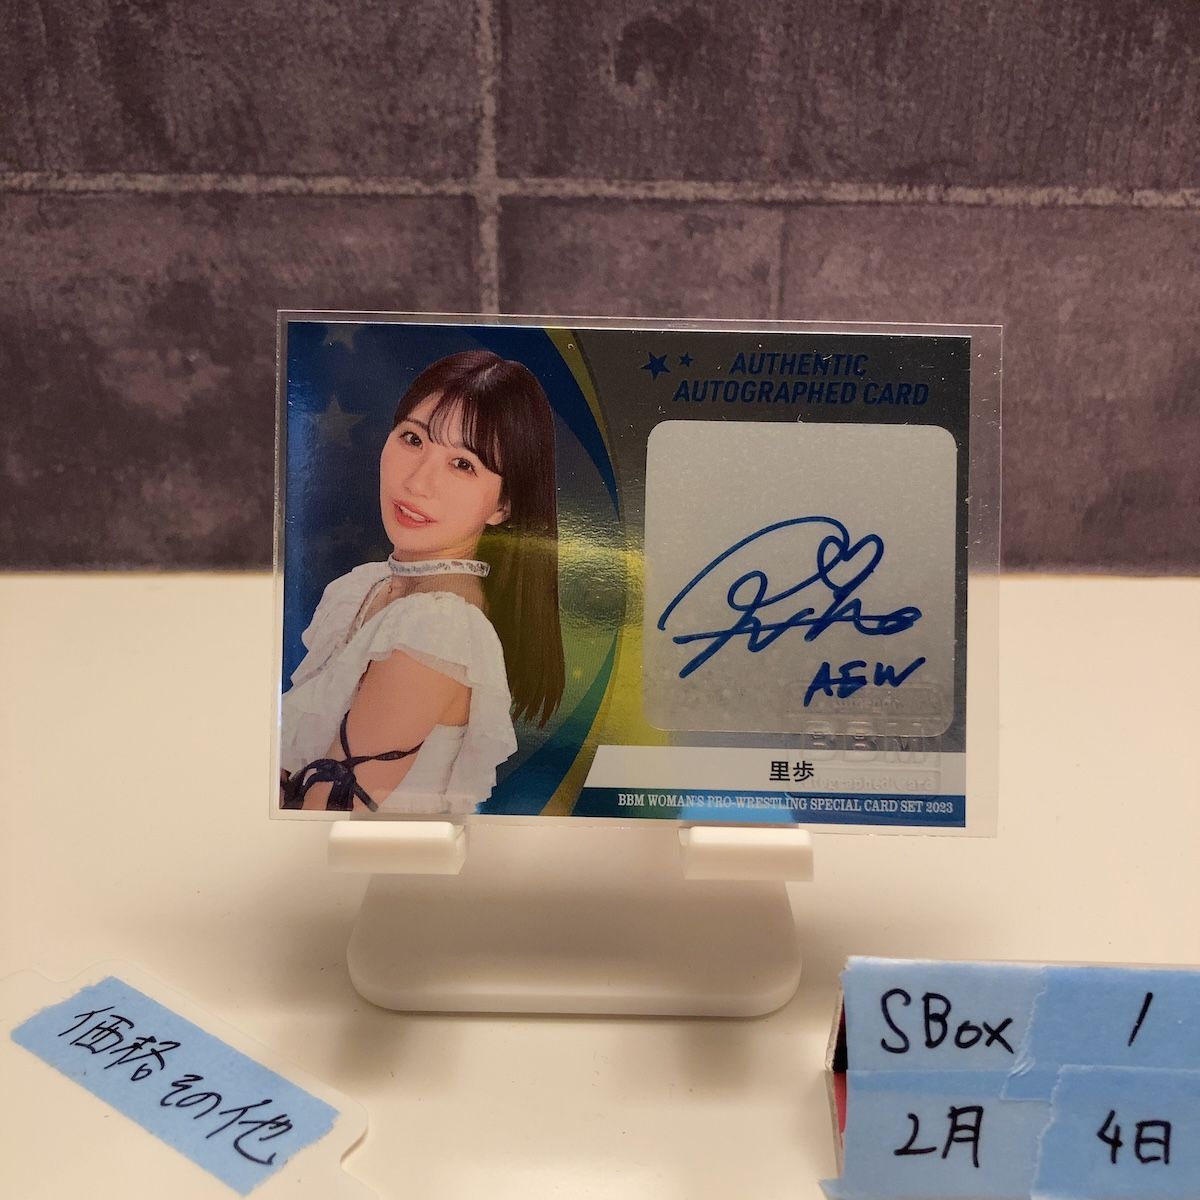 AUTHENTIC
AUTOGRAPHED CARD
AEW
BBM
里歩
BBM WOMAN'S PRO-WRESTLING SPECIAL CARD SET 2023
価格その他
SBox 1
2月 4日